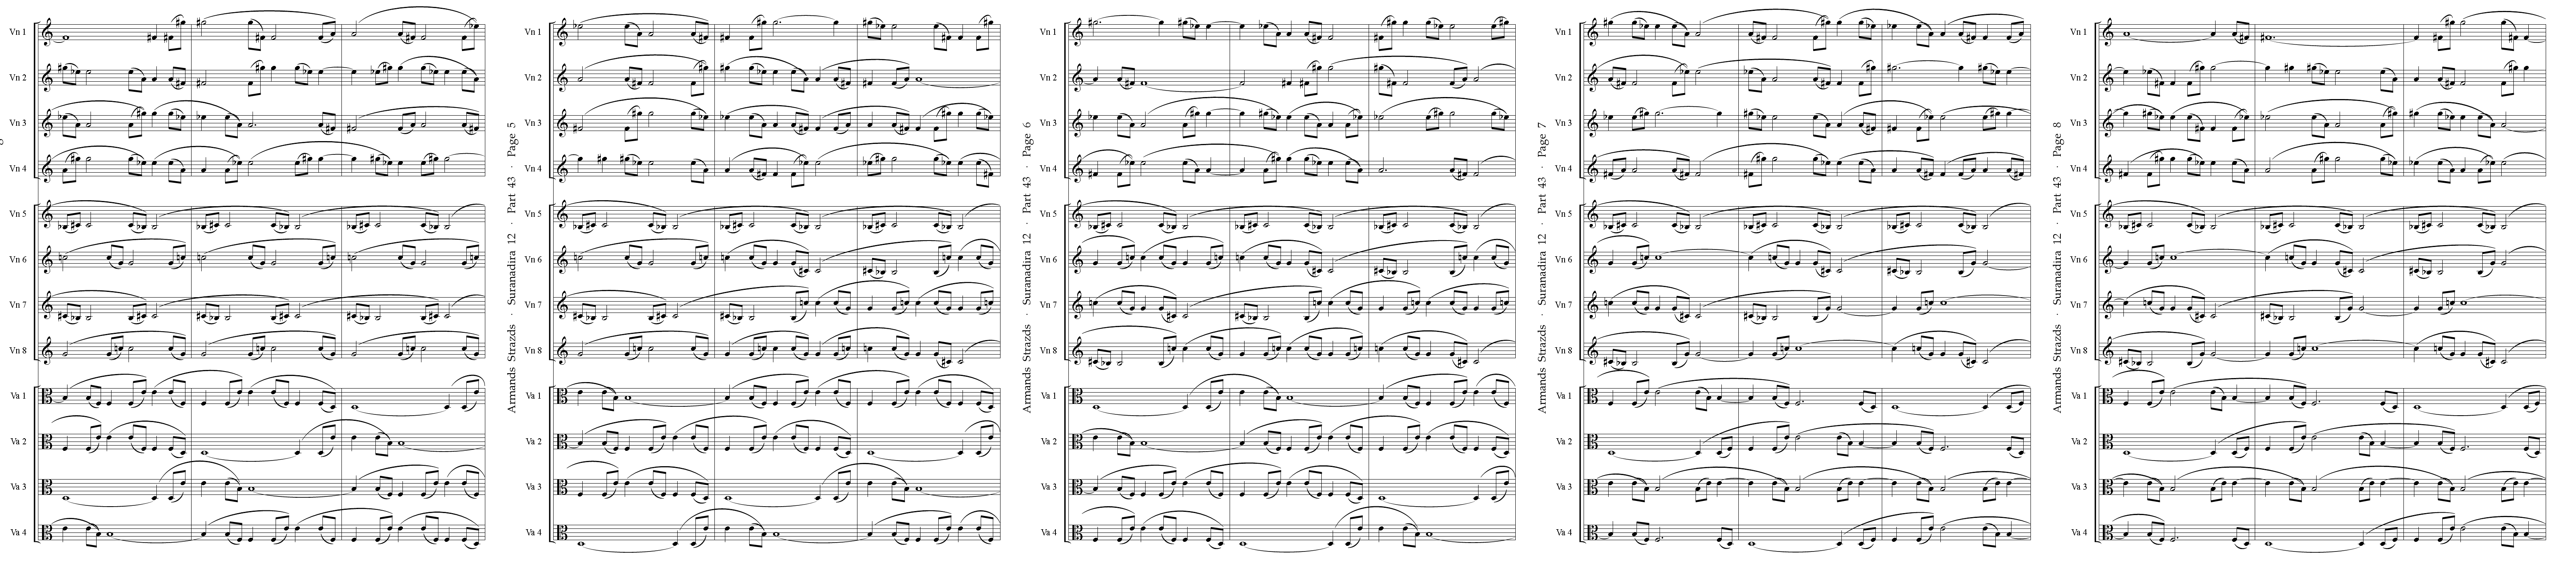 Vn 1
Vn 2
Vn 3
Vn 4
Vn 5
Vn 6
Vn 7
Vn 8
Va 1
Va 2
Va 3
Va 4
Armands Strazds · Suranadira 12 · Part 43 · Page 5
Vn 1
Vn 2
Vn 3
Vn 4
Vn 5
Vn 6
Vn 7
Vn 8
Va 1
Va 2
Va 3
Va 4
Armands Strazds · Suranadira 12 · Part 43 · Page 6
Vn 1
Vn 2
Vn 3
Vn 4
Vn 5
Vn 6
Vn 7
Vn 8
Va 1
Va 2
Va 3
Va 4
Armands Strazds · Suranadira 12 · Part 43 · Page 7
Vn 1
Vn 2
Vn 3
Vn 4
Vn 5
Vn 6
Vn 7
Vn 8
Va 1
Va 2
Va 3
Va 4
Armands Strazds · Suranadira 12 · Part 43 · Page 8
Vn 1
Vn 2
Vn 3
Vn 4
Vn 5
Vn 6
Vn 7
Vn 8
Va 1
Va 2
Va 3
Va 4